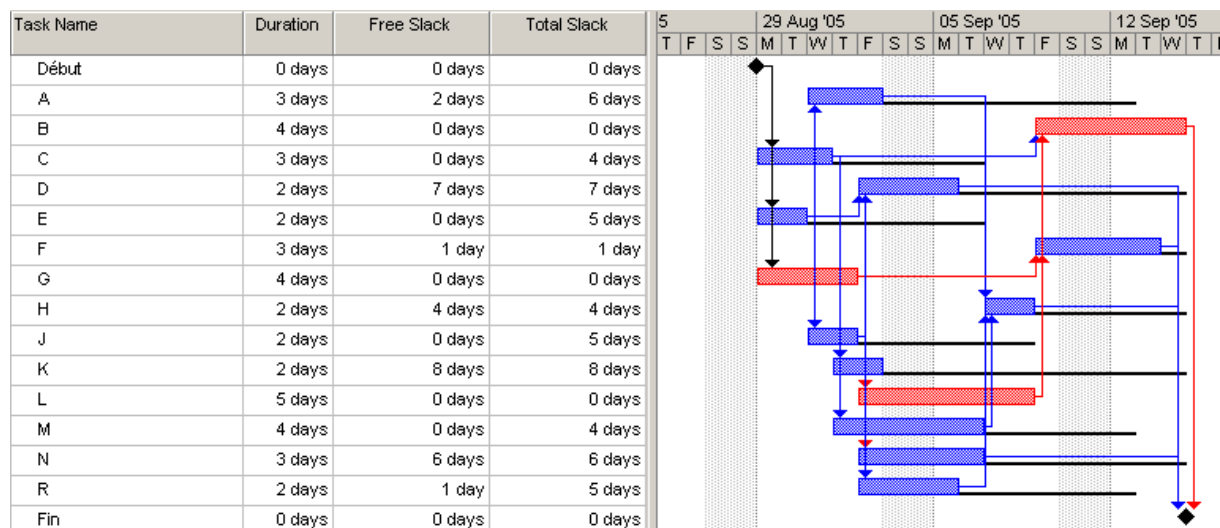 Task Name Duration Free Slack Total Slack 5 29 Aug '05 05 Sep '05 12 Sep '05
T F S S M T W T F S S M T W T F S S M T W T
Début 0 days 0 days 0 days
A 3 days 2 days 6 days
B 4 days 0 days 0 days
C 3 days 0 days 4 days
D 2 days 7 days 7 days
E 2 days 0 days 5 days
F 3 days 1 day 1 day
G 4 days 0 days 0 days
H 2 days 4 days 4 days
J 2 days 0 days 5 days
K 2 days 8 days 8 days
L 5 days 0 days 0 days
M 4 days 0 days 4 days
N 3 days 6 days 6 days
R 2 days 1 day 5 days
Fin 0 days 0 days 0 days